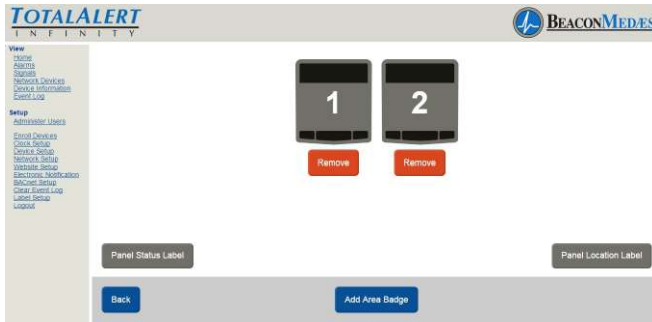 TOTALALERT
INFINITY
BEACONMEDÆS
View
Home
Alarms
Signals
Network Devices
Device Information
Event Log
Setup
Administer Users
Enroll Devices
Clock Setup
Device Setup
Network Setup
Website Setup
Electronic Notification
BACnet Setup
Clear Event Log
Label Setup
Logout
1 2
Remove Remove
Panel Status Label Panel Location Label
Back Add Area Badge